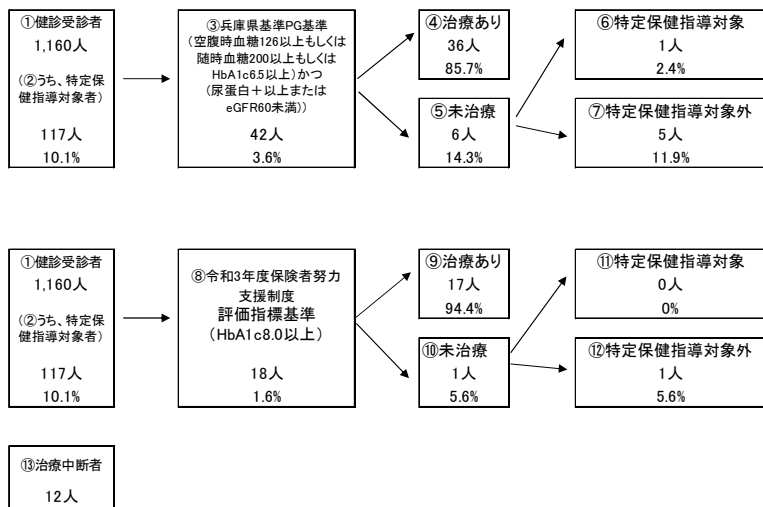 ①健診受診者
1,160人
(②うち、特定保
健指導対象者)
117人
10.1%
③兵庫県基準PG基準
(空腹時血糖126以上もしくは
随時血糖200以上もしくは
HbA1c6.5以上)かつ
(尿蛋白+以上または
eGFR60未満))
42人
3.6%
④治療あり
36人
85.7%
⑤未治療
6人
14.3%
⑥特定保健指導対象
1人
2.4%
⑦特定保健指導対象外
5人
11.9%
①健診受診者
1,160人
(②うち、特定保
健指導対象者)
117人
10.1%
⑧令和3年度保険者努力
支援制度
評価指標基準
(HbA1c8.0以上)
18人
1.6%
⑨治療あり
17人
94.4%
⑩未治療
1人
5.6%
⑪特定保健指導対象
0人
0%
⑫特定保健指導対象外
1人
5.6%
⑬治療中断者
12人